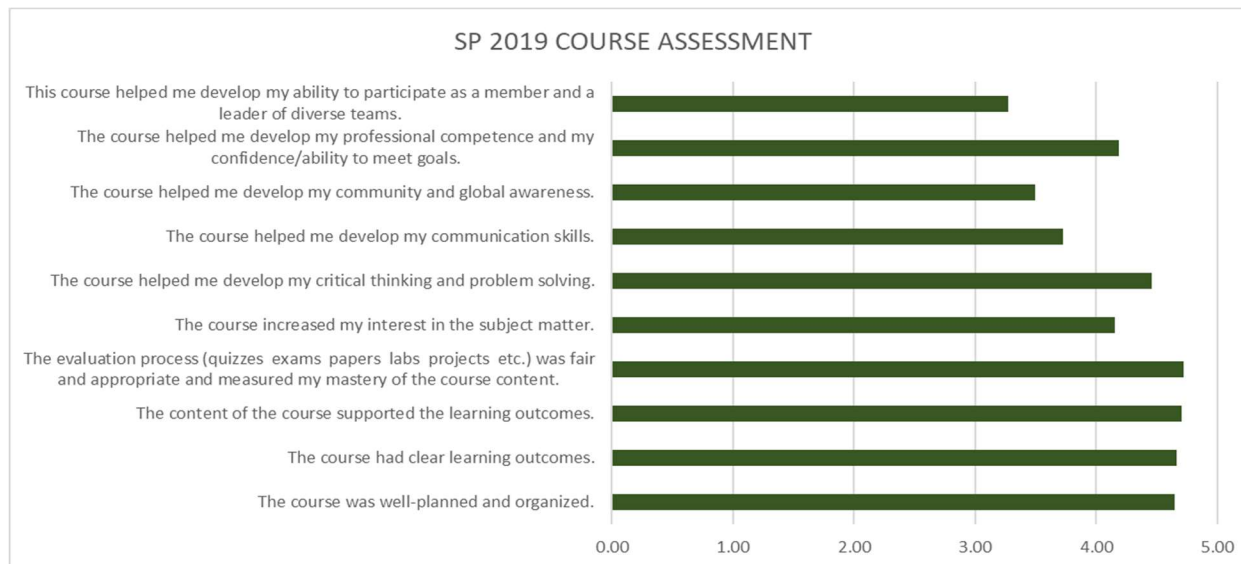 SP 2019 COURSE ASSESSMENT
This course helped me develop my ability to participate as a member and a
leader of diverse teams.
The course helped me develop my professional competence and my
confidence/ability to meet goals.
The course helped me develop my community and global awareness.
The course helped me develop my communication skills.
The course helped me develop my critical thinking and problem solving.
The course increased my interest in the subject matter.
The evaluation process (quizzes exams papers labs projects etc.) was fair
and appropriate and measured my mastery of the course content.
The content of the course supported the learning outcomes.
The course had clear learning outcomes.
The course was well-planned and organized.
0.00 1.00 2.00 3.00 4.00 5.00